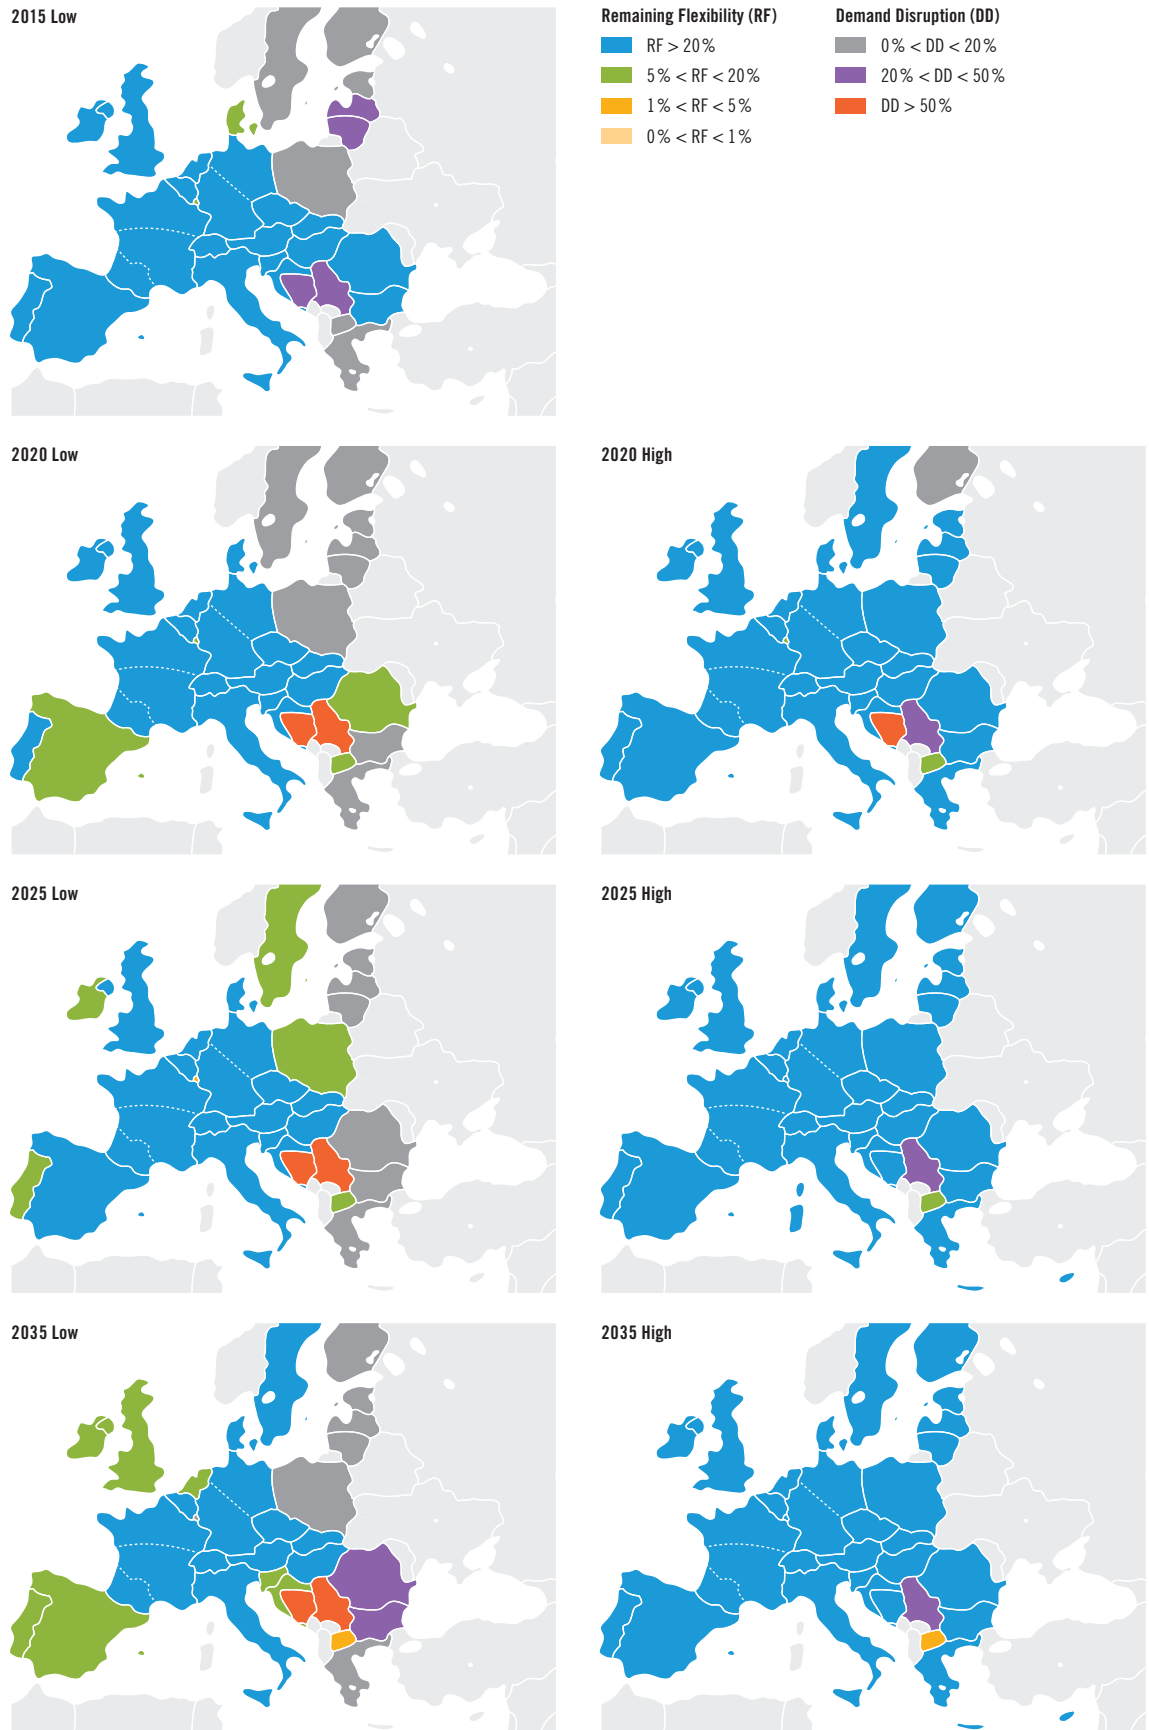 2015 Low
Remaining Flexibility (RF)
RF > 20 %
5 % < RF < 20 %
1 % < RF < 5 %
0 % < RF < 1 %
Demand Disruption (DD)
0 % < DD < 20 %
20 % < DD < 50 %
DD > 50 %
2020 Low
2020 High
2025 Low
2025 High
2035 Low
2035 High